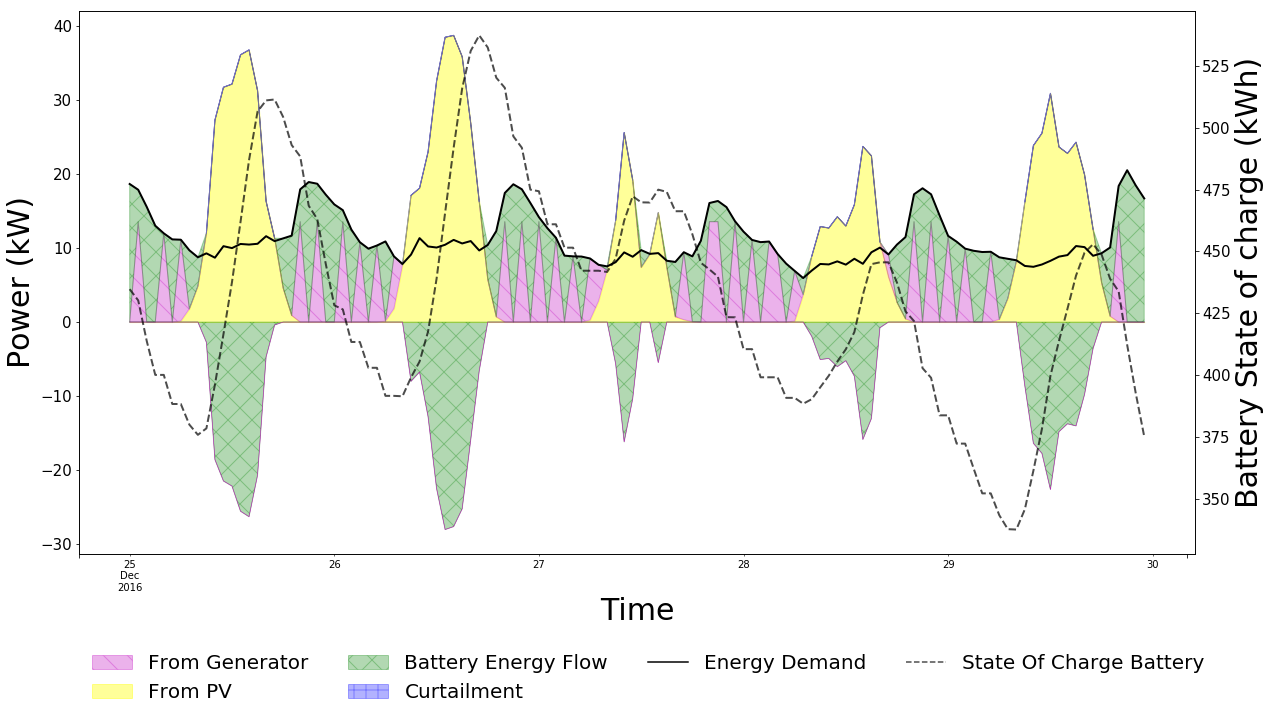 Power (kW)
40
30
20
10
0
−10
−20
−30
525
500
475
450
425
400
375
350
Battery State of charge (kWh)
25
Dec
2016
26
27
28
29
30
Time
From Generator
Battery Energy Flow
Energy Demand
State Of Charge Battery
From PV
Curtailment